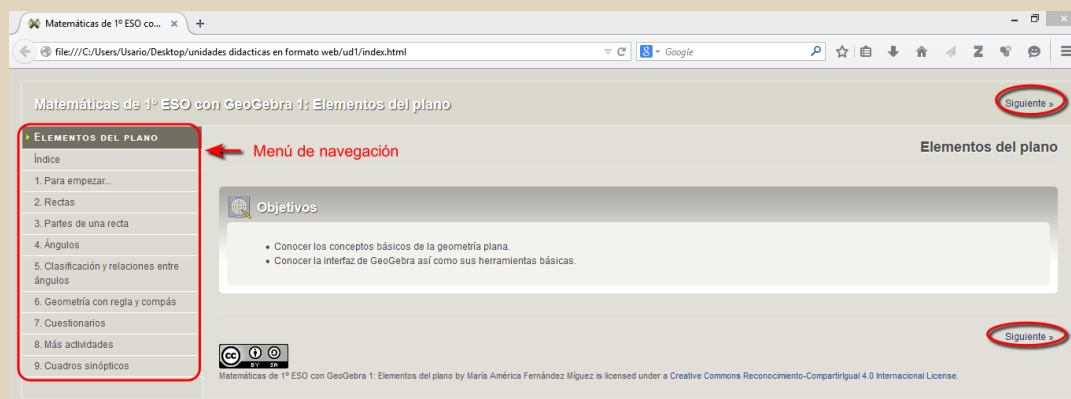 Matemáticas de 1º ESO co... × +
file:///C:/Users/Usario/Desktop/unidades didacticas en formato web/ud1/index.html
Google
Matemáticas de 1º ESO con GeoGebra 1: Elementos del plano
Siguiente »
ELEMENTOS DEL PLANO
Menú de navegación
Elementos del plano
Índice
1. Para empezar...
2. Rectas
3. Partes de una recta
4. Ángulos
5. Clasificación y relaciones entre
ángulos
6. Geometría con regla y compás
7. Cuestionarios
8. Más actividades
9. Cuadros sinópticos
Objetivos
• Conocer los conceptos básicos de la geometría plana.
• Conocer la interfaz de GeoGebra así como sus herramientas básicas.
Siguiente »
cc BY SA
Matemáticas de 1º ESO con GeoGebra 1: Elementos del plano by María América Fernández Míguez is licensed under a Creative Commons Reconocimiento-CompartirIgual 4.0 Internacional License.